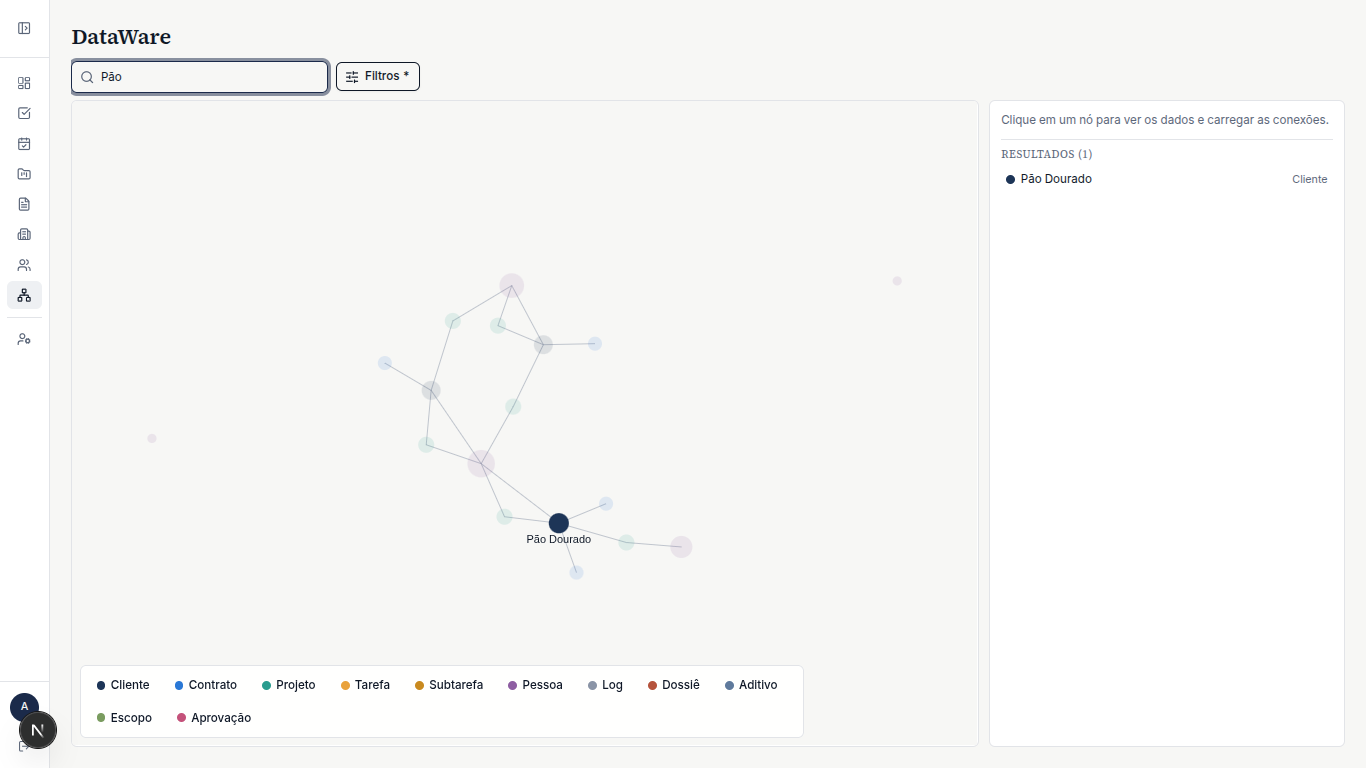 DataWare
Pão
Filtros *
Clique em um nó para ver os dados e carregar as conexões.
RESULTADOS (1)
Pão Dourado
Cliente
Pão Dourado
Cliente
Contrato
Projeto
Tarefa
Subtarefa
Pessoa
Log
Dossiê
Aditivo
Escopo
Aprovação
A
N